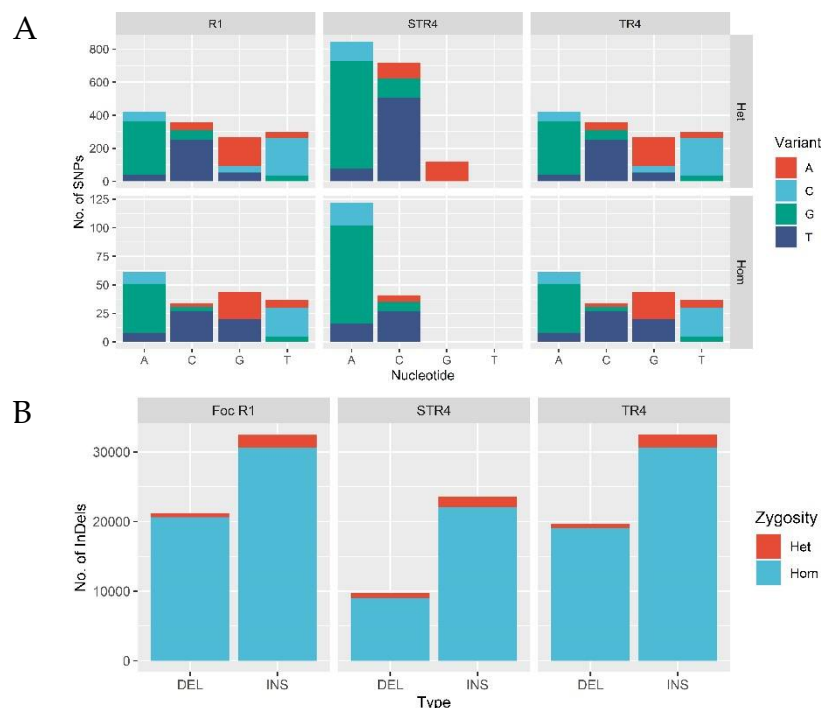 A
R1 STR4 TR4
No. of SNPs
800
600
400
200
0
Het
125
100
75
50
25
0
Hom
A C G T A C G T A C G T
Nucleotide
Variant
A
C
G
T
B
Foc R1 STR4 TR4
No. of InDels
30000
20000
10000
0
DEL INS DEL INS DEL INS
Type
Zygosity
Het
Hom